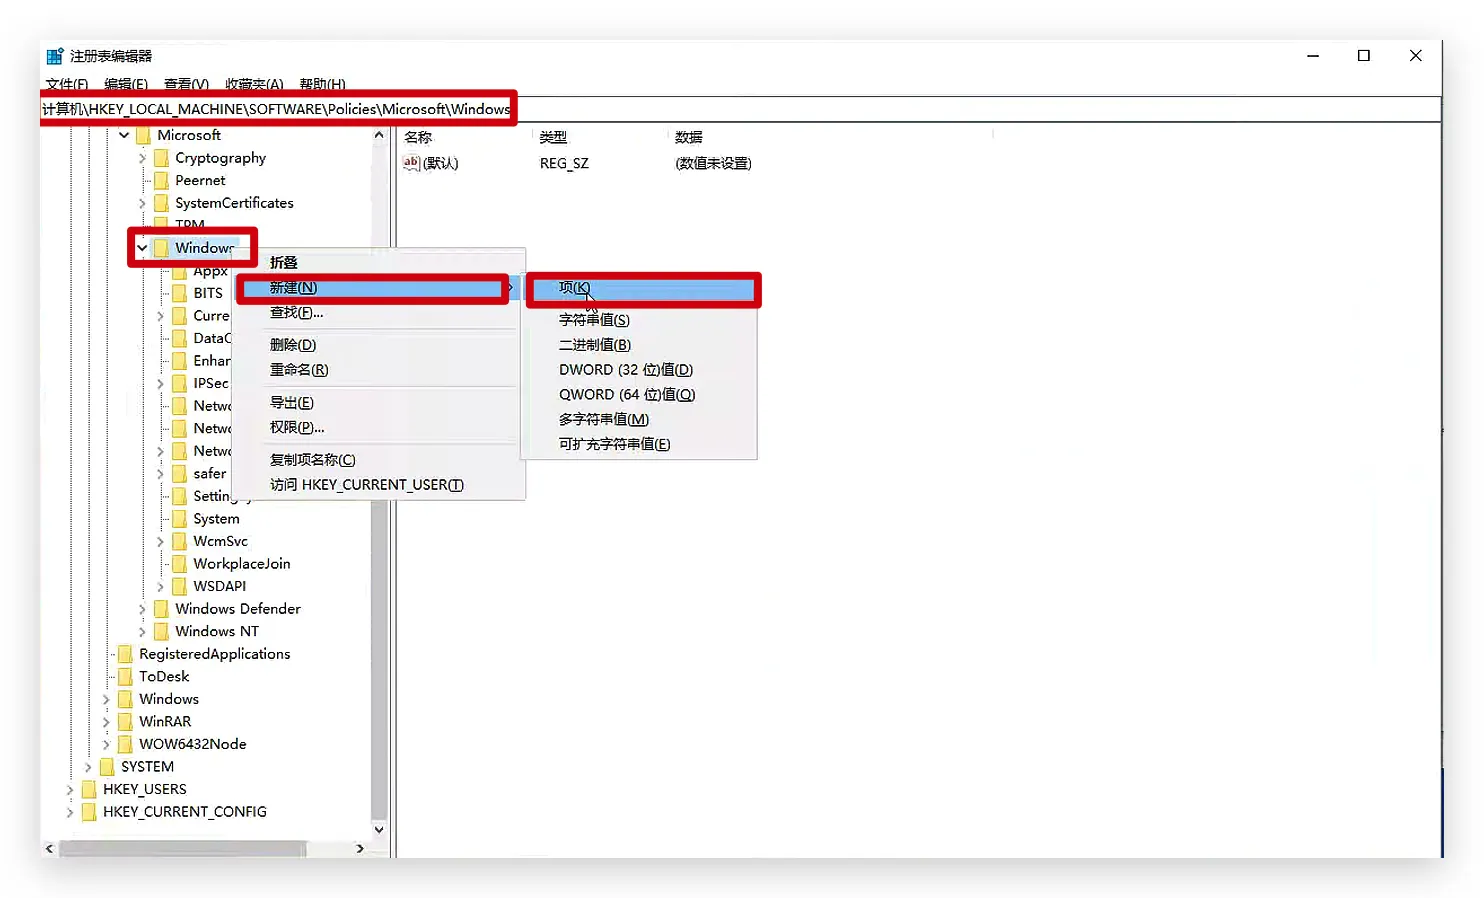 注册表编辑器
文件(F) 编辑(E) 查看(V) 收藏夹(A) 帮助(H)
计算机\HKEY_LOCAL_MACHINE\SOFTWARE\Policies\Microsoft\Windows
Microsoft
Cryptography
Peernet
SystemCertificates
TPM
Windows
Appx
BITS
Curre
DataC
Enhan
IPSec
Netwo
Netwo
Netwo
safer
Setting
System
WcmSvc
WorkplaceJoin
WSDAPI
Windows Defender
Windows NT
RegisteredApplications
ToDesk
Windows
WinRAR
WOW6432Node
SYSTEM
HKEY_USERS
HKEY_CURRENT_CONFIG
名称 类型 数据
ab (默认) REG_SZ (数值未设置)
折叠
新建(N)
查找(F)...
删除(D)
重命名(R)
导出(E)
权限(P)...
复制项名称(C)
访问 HKEY_CURRENT_USER(T)
项(K)
字符串值(S)
二进制值(B)
DWORD (32 位)值(D)
QWORD (64 位)值(Q)
多字符串值(M)
可扩充字符串值(E)